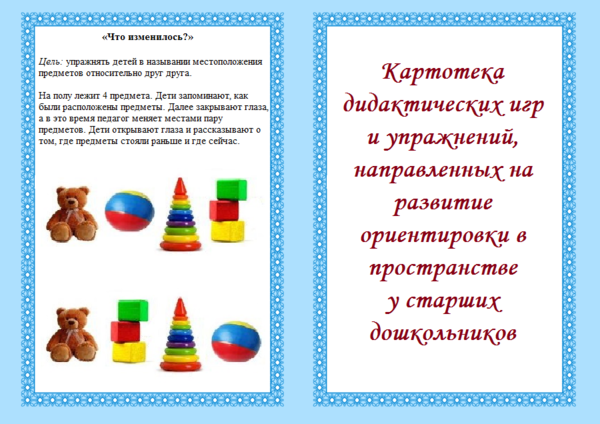 «Что изменилось?»
Цель: упражнять детей в назывании местоположения
предметов относительно друг друга.
На полу лежит 4 предмета. Дети запоминают, как
были расположены предметы. Далее закрывают глаза,
а в это время педагог меняет местами пару
предметов. Дети открывают глаза и рассказывают о
том, где предметы стояли раньше и где сейчас.
Картотека
дидактических игр
и упражнений,
направленных на
развитие
ориентировки в
пространстве
у старших
дошкольников